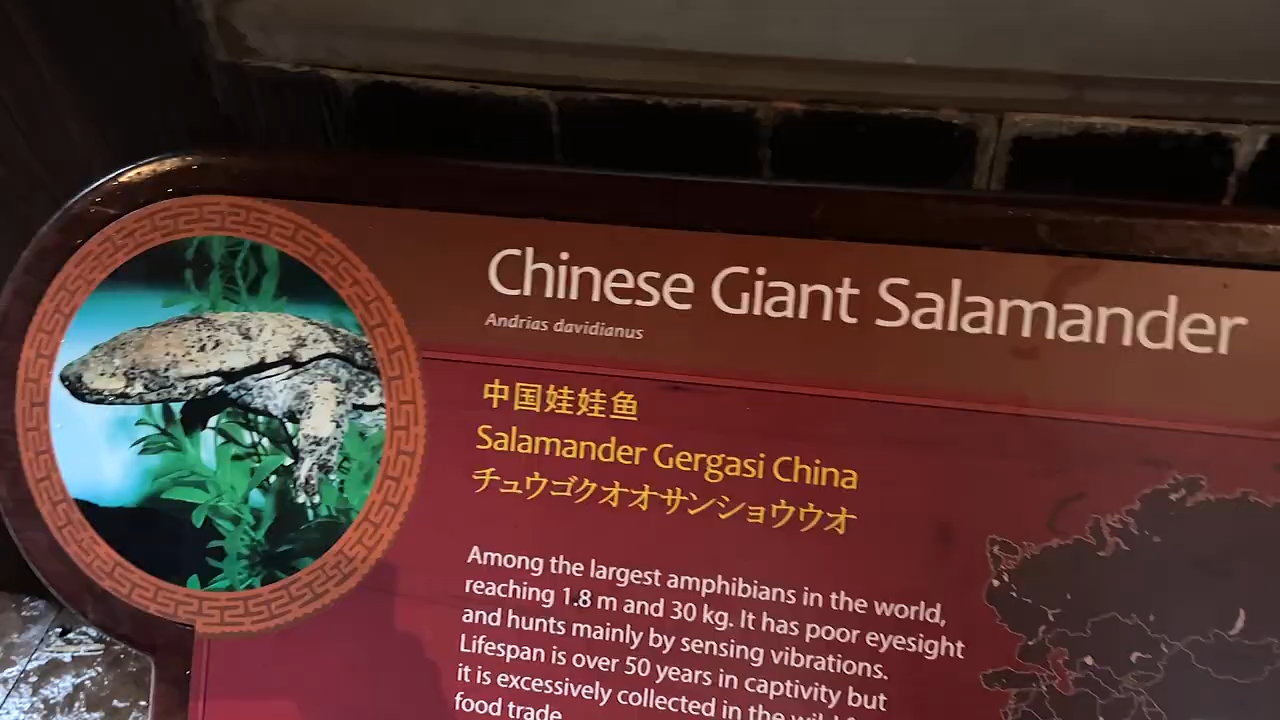 Chinese Giant Salamander
Andrias davidianus
中国娃娃鱼
Salamander Gergasi China
チュウゴクオオサンショウウオ
Among the largest amphibians in the world,
reaching 1.8 m and 30 kg. It has poor eyesight
and hunts mainly by sensing vibrations.
Lifespan is over 50 years in captivity but
it is excessively collected in the wild
food trade.